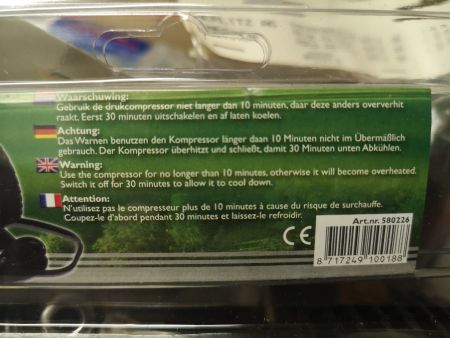 Waarschuwing:
Gebruik de drukcompressor niet langer dan 10 minuten, daar deze anders oververhit
raakt. Eerst 30 minuten uitschakelen en af laten koelen.
Achtung:
Das Warnen benutzen den Kompressor länger daan 10 Minuten nicht im Übermaßlich
gebrauch. Der Kompressor überhitzt und schließt, damit 30 Minuten unten Abkühlen.
Warning:
Use the compressor for no longer than 10 minutes, otherwise it will become overheated.
Switch it off for 30 minutes to allow it to cool down.
Attention:
N'utilisez pas le compresseur plus de 10 minutes à cause du risque de surchauffe.
Coupez-le d'abord pendant 30 minutes et laissez-le refroidir.
Art.nr. 580226
CE
8 717249 100188